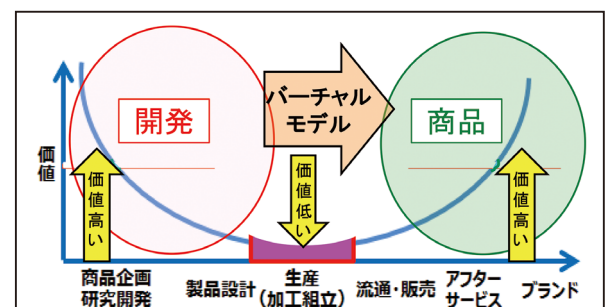 開発
バーチャル
モデル
商品
価値
価値高い
価値低い
価値高い
商品企画
研究開発
製品設計
生産
(加工組立)
流通・販売
アフター
サービス
ブランド